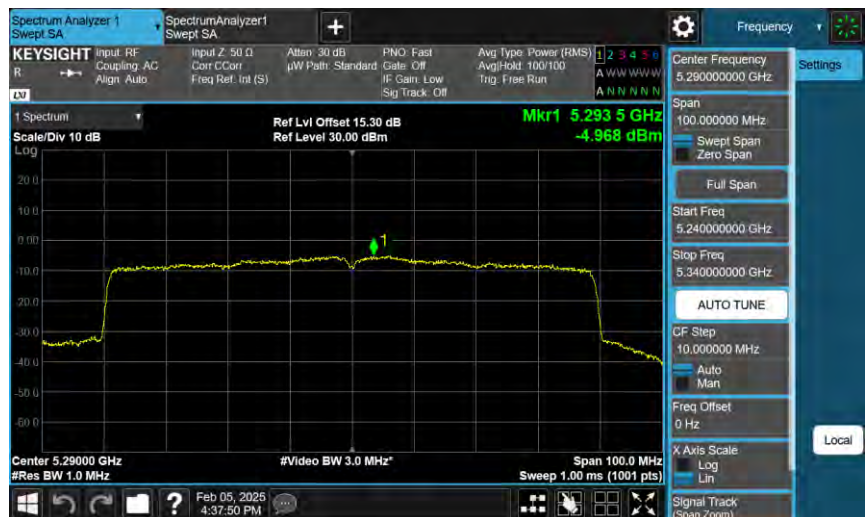 Spectrum Analyzer 1
Swept SA
SpectrumAnalyzer1
Swept SA
+
Frequency
KEYSIGHT
R
LXI
Input: RF
Coupling: AC
Align: Auto
Input Z: 50 Ω
Corr CCorr
Freq Ref: Int (S)
Atten: 30 dB
µW Path: Standard
PNO: Fast
Gate: Off
IF Gain: Low
Sig Track: Off
Avg Type: Power (RMS)
Avg|Hold: 100/100
Trig: Free Run
1 2 3 4 5 6
A W W W W W
A N N N N N
1 Spectrum
Scale/Div 10 dB
Log
Ref Lvl Offset 15.30 dB
Ref Level 30.00 dBm
Mkr1 5.293 5 GHz
-4.968 dBm
20.0
10.0
0.00
-10.0
-20.0
-30.0
-40.0
-50.0
-60.0
1
Center 5.29000 GHz
#Res BW 1.0 MHz
#Video BW 3.0 MHz*
Span 100.0 MHz
Sweep 1.00 ms (1001 pts)
Feb 05, 2025
4:37:50 PM
?
Center Frequency
5.290000000 GHz
Span
100.000000 MHz
Swept Span
Zero Span
Full Span
Start Freq
5.240000000 GHz
Stop Freq
5.340000000 GHz
AUTO TUNE
CF Step
10.000000 MHz
Auto
Man
Freq Offset
0 Hz
X Axis Scale
Log
Lin
Signal Track
(Span Zoom)
Settings
Local